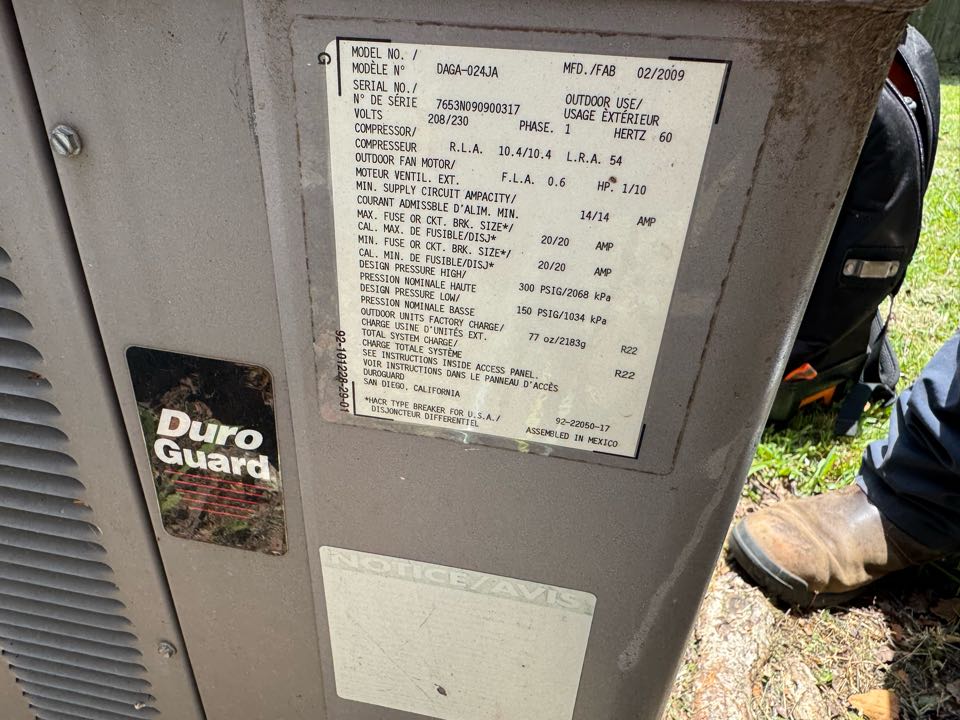 G
MODEL NO. /
MODÈLE N° DAGA-024JA MFD./FAB 02/2009
SERIAL NO./
N° DE SÉRIE 7653N090900317 OUTDOOR USE/
USAGE ÈXTÉRIEUR
VOLTS 208/230 PHASE. 1 HERTZ 60
COMPRESSOR/
COMPRESSEUR R.L.A. 10.4/10.4 L.R.A. 54
OUTDOOR FAN MOTOR/
MOTEUR VENTIL. EXT. F.L.A. 0.6 HP. 1/10
MIN. SUPPLY CIRCUIT AMPACITY/
COURANT ADMISSBLE D'ALIM. MIN. 14/14 AMP
MAX. FUSE OR CKT. BRK. SIZE*/
CAL. MAX. DE FUSIBLE/DISJ* 20/20 AMP
MIN. FUSE OR CKT. BRK. SIZE*/
CAL. MIN. DE FUSIBLE/DISJ* 20/20 AMP
DESIGN PRESSURE HIGH/
PRESSION NOMINALE HAUTE 300 PSIG/2068 kPa
DESIGN PRESSURE LOW/
PRESSION NOMINALE BASSE 150 PSIG/1034 kPa
OUTDOOR UNITS FACTORY CHARGE/
CHARGE USINE D'UNITÉS EXT. 77 oz/2183g R22
TOTAL SYSTEM CHARGE/
CHARGE TOTALE SYSTÈME R22
SEE INSTRUCTIONS INSIDE ACCESS PANEL.
VOIR INSTRUCTIONS DANS LE PANNEAU D'ACCÈS
DUROGUARD
SAN DIEGO, CALIFORNIA 92-22050-17
*HACR TYPE BREAKER FOR U.S.A./
DISJONCTEUR DIFFERENTIEL ASSEMBLED IN MEXICO
92-101228-29-01
Duro
Guard
NOTICE/AVIS